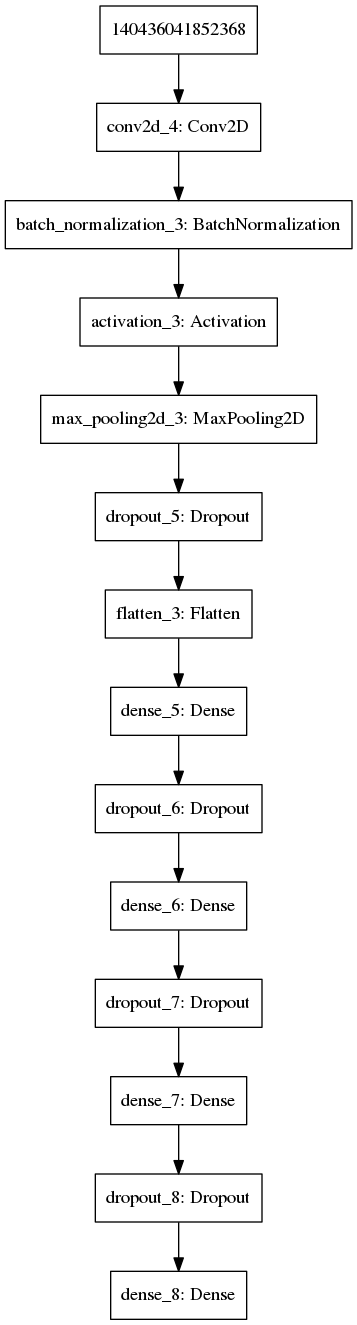 140436041852368
conv2d_4: Conv2D
batch_normalization_3: BatchNormalization
activation_3: Activation
max_pooling2d_3: MaxPooling2D
dropout_5: Dropout
flatten_3: Flatten
dense_5: Dense
dropout_6: Dropout
dense_6: Dense
dropout_7: Dropout
dense_7: Dense
dropout_8: Dropout
dense_8: Dense